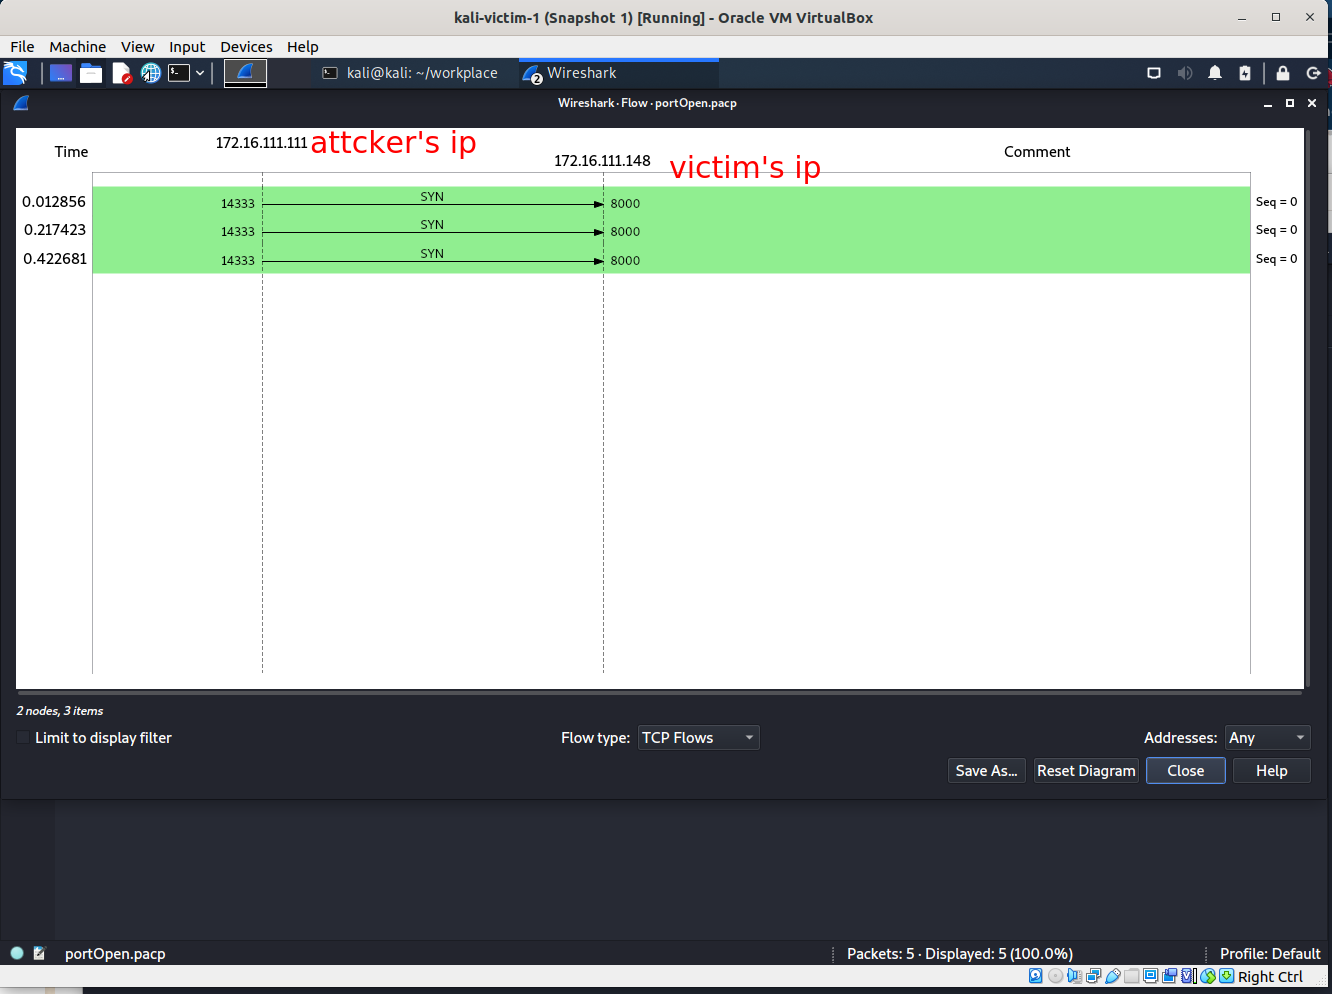 kali-victim-1 (Snapshot 1) [Running] - Oracle VM VirtualBox
File Machine View Input Devices Help
kali@kali: ~/workplace
2 Wireshark
Wireshark · Flow · portOpen.pacp
Time 172.16.111.111 attcker's ip 172.16.111.148 victim's ip Comment
0.012856 14333 SYN 8000 Seq = 0
0.217423 14333 SYN 8000 Seq = 0
0.422681 14333 SYN 8000 Seq = 0
2 nodes, 3 items
Limit to display filter Flow type: TCP Flows Addresses: Any
Save As... Reset Diagram Close Help
portOpen.pacp Packets: 5 · Displayed: 5 (100.0%) Profile: Default
Right Ctrl